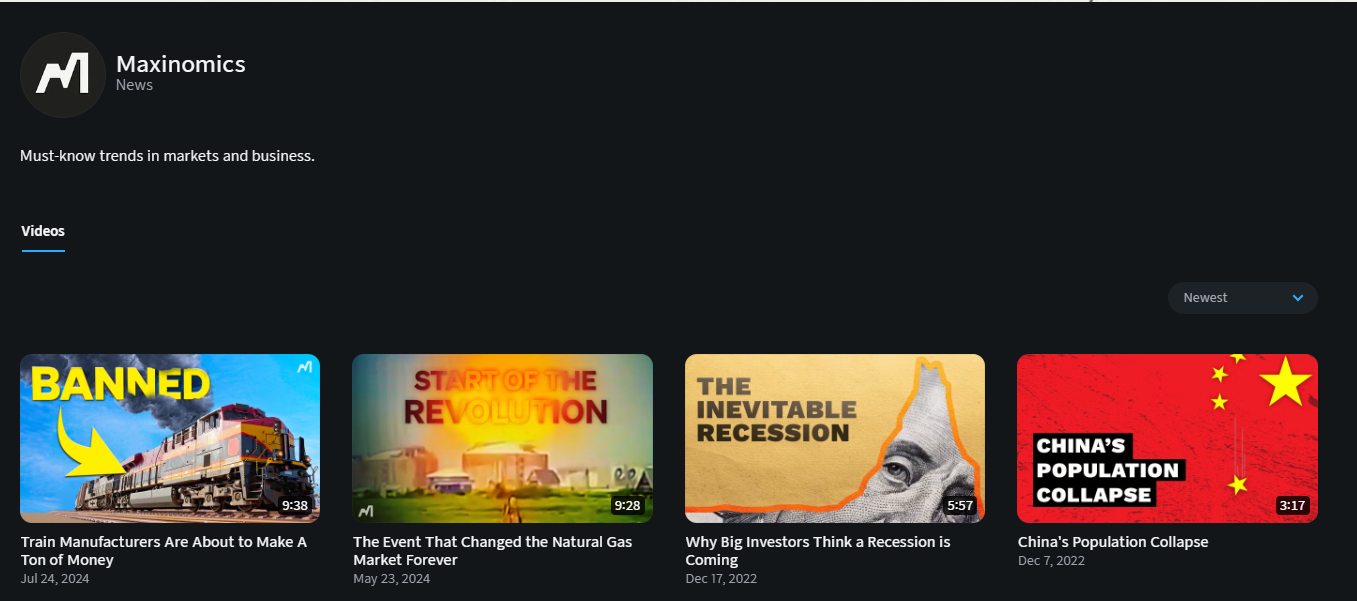 Maxinomics
News
Must-know trends in markets and business.
Videos
Newest
BANNED
9:38
Train Manufacturers Are About to Make A
Ton of Money
Jul 24, 2024
START OF THE
REVOLUTION
9:28
The Event That Changed the Natural Gas
Market Forever
May 23, 2024
THE
INEVITABLE
RECESSION
5:57
Why Big Investors Think a Recession is
Coming
Dec 17, 2022
CHINA'S
POPULATION
COLLAPSE
3:17
China's Population Collapse
Dec 7, 2022